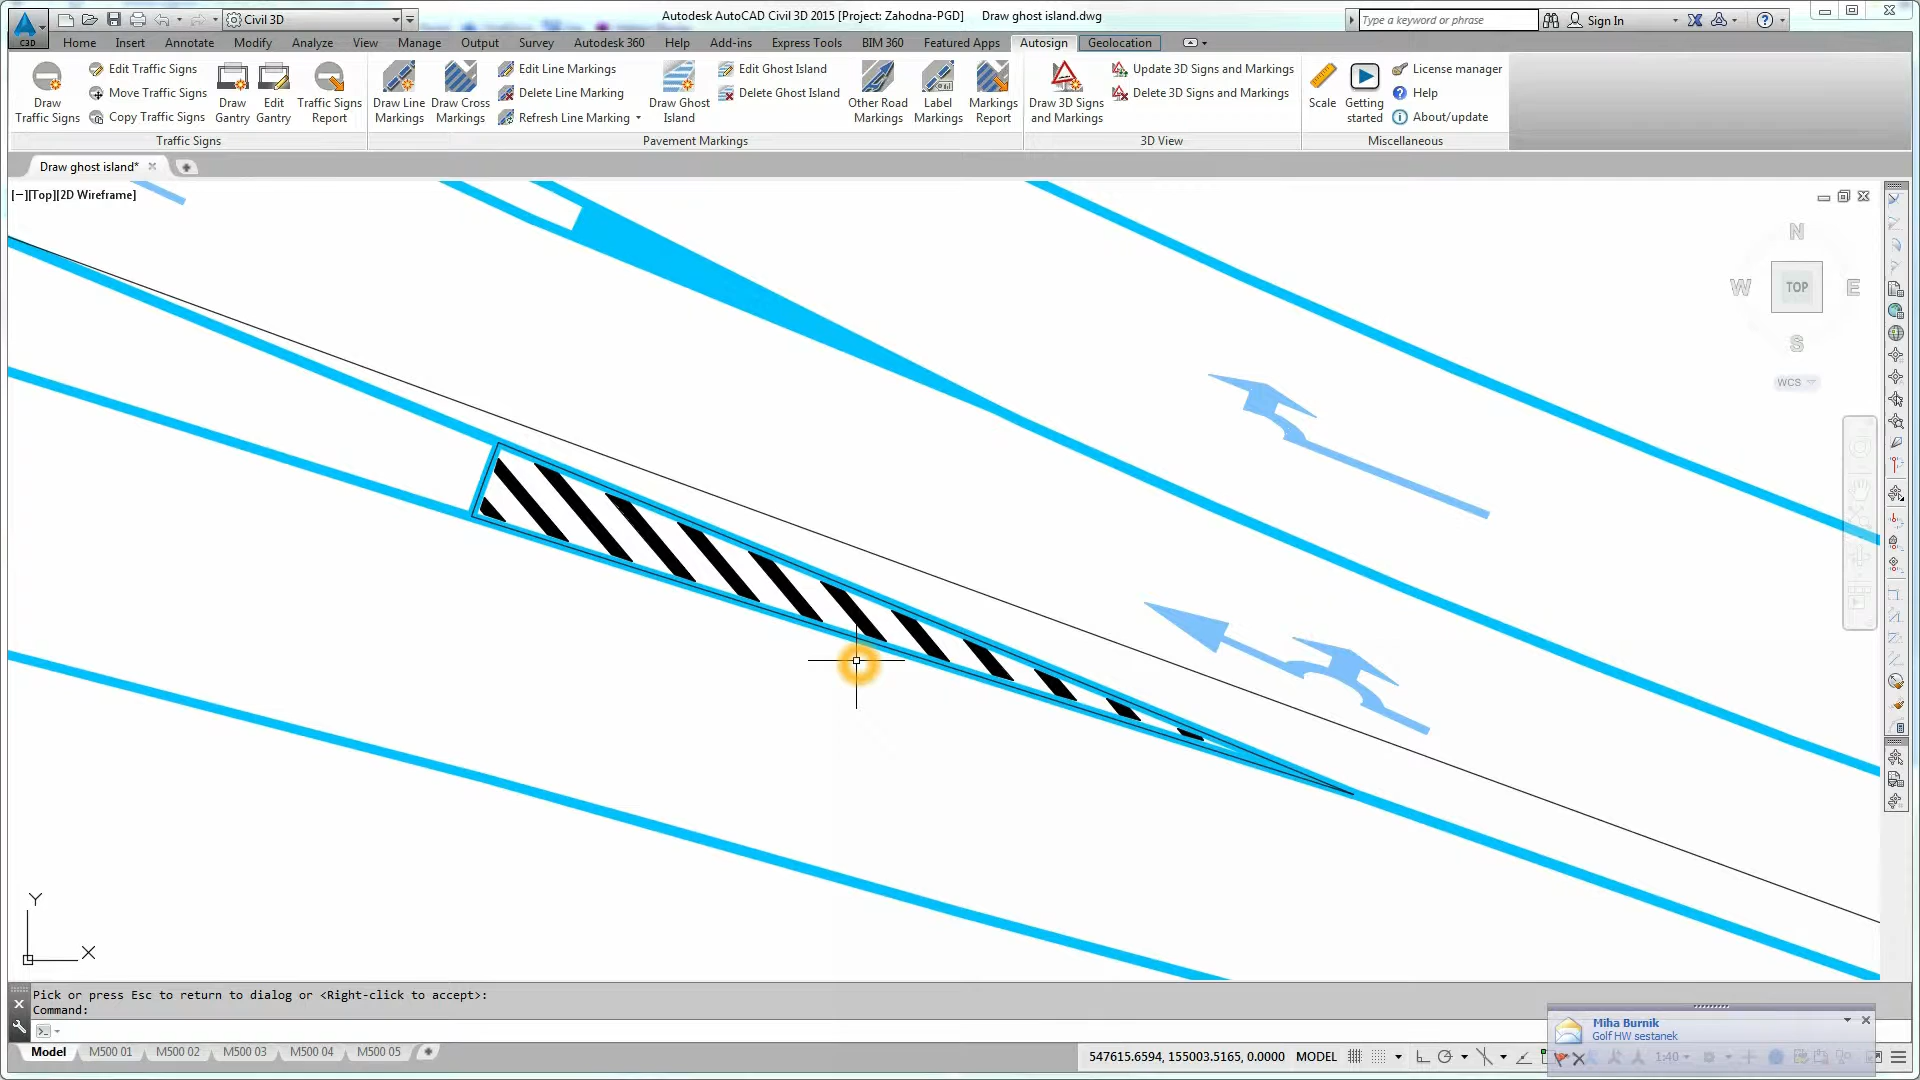 Civil 3D
Autodesk AutoCAD Civil 3D 2015 [Project: Zahodna-PGD] Draw ghost island.dwg
Type a keyword or phrase
Sign In
C3D
Home Insert Annotate Modify Analyze View Manage Output Survey Autodesk 360 Help Add-ins Express Tools BIM 360 Featured Apps Autosign Geolocation
Draw Traffic Signs
Edit Traffic Signs
Move Traffic Signs
Copy Traffic Signs
Draw Gantry
Edit Gantry
Traffic Signs Report
Traffic Signs
Draw Line Markings
Draw Cross Markings
Edit Line Markings
Delete Line Marking
Refresh Line Marking
Draw Ghost Island
Edit Ghost Island
Delete Ghost Island
Other Road Markings
Label Markings
Markings Report
Pavement Markings
Draw 3D Signs and Markings
Update 3D Signs and Markings
Delete 3D Signs and Markings
3D View
Scale
Getting started
License manager
Help
About/update
Miscellaneous
Draw ghost island*
[−][Top][2D Wireframe]
N
W TOP E
S
WCS
Y
X
Pick or press Esc to return to dialog or <Right-click to accept>:
Command:
Miha Burnik
Golf HW sestanek
Model M500 01 M500 02 M500 03 M500 04 M500 05
547615.6594, 155003.5165, 0.0000 MODEL
1:40